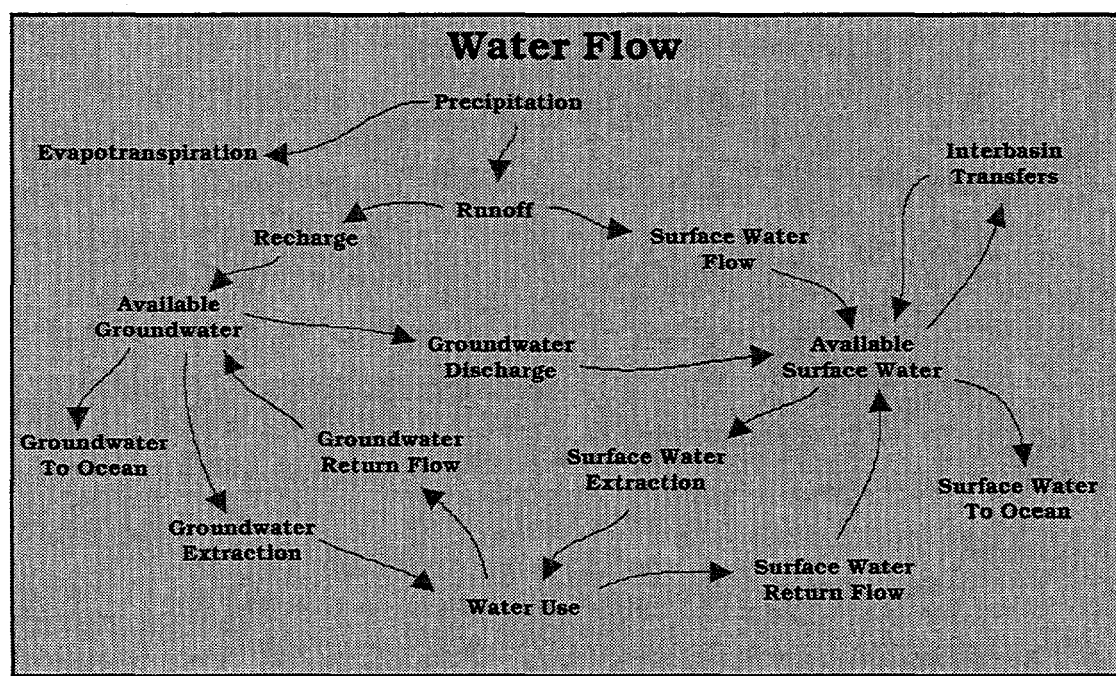 Water Flow
Precipitation
Evapotranspiration
Interbasin
Transfers
Runoff
Recharge
Surface Water
Flow
Available
Groundwater
Groundwater
Discharge
Available
Surface Water
Groundwater
To Ocean
Groundwater
Return Flow
Surface Water
Extraction
Surface Water
To Ocean
Groundwater
Extraction
Water Use
Surface Water
Return Flow